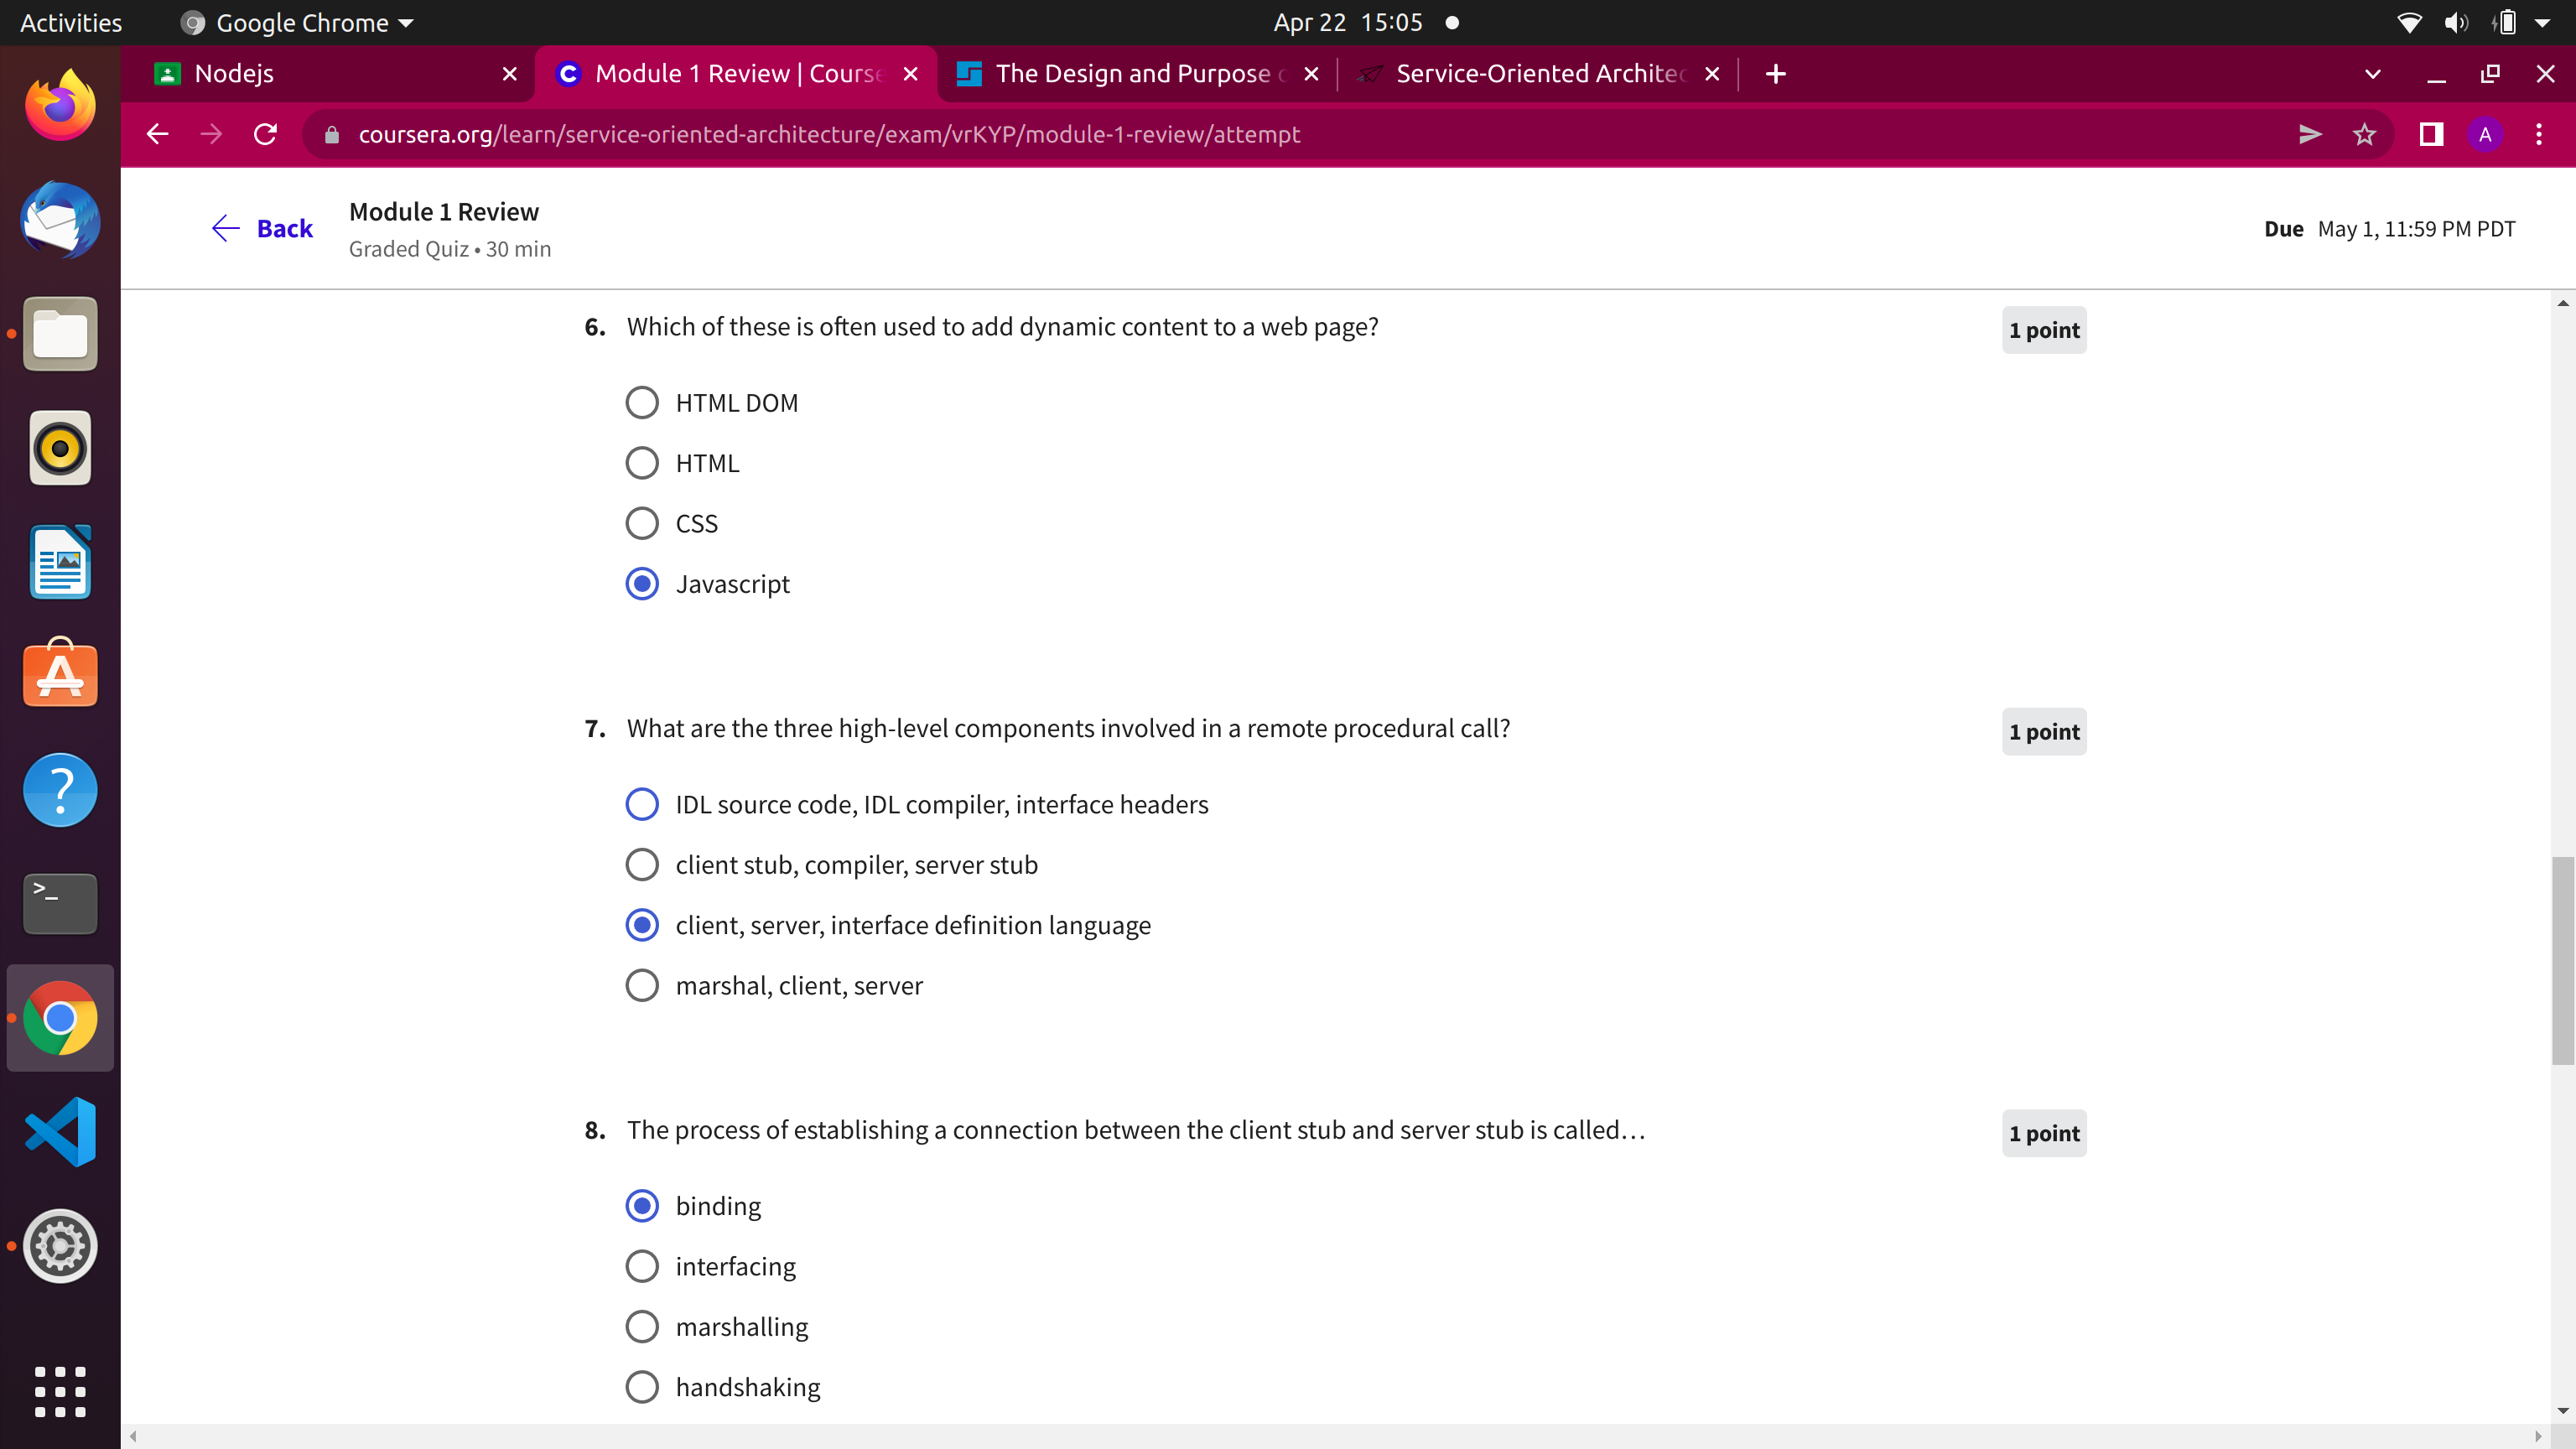 Activities
Google Chrome
Apr 22 15:05
Nodejs
Module 1 Review | Course
The Design and Purpose o
Service-Oriented Architec
coursera.org/learn/service-oriented-architecture/exam/vrKYP/module-1-review/attempt
A
Back
Module 1 Review
Graded Quiz • 30 min
Due May 1, 11:59 PM PDT
6. Which of these is often used to add dynamic content to a web page?
1 point
HTML DOM
HTML
CSS
Javascript
7. What are the three high-level components involved in a remote procedural call?
1 point
IDL source code, IDL compiler, interface headers
client stub, compiler, server stub
client, server, interface definition language
marshal, client, server
8. The process of establishing a connection between the client stub and server stub is called…
1 point
binding
interfacing
marshalling
handshaking